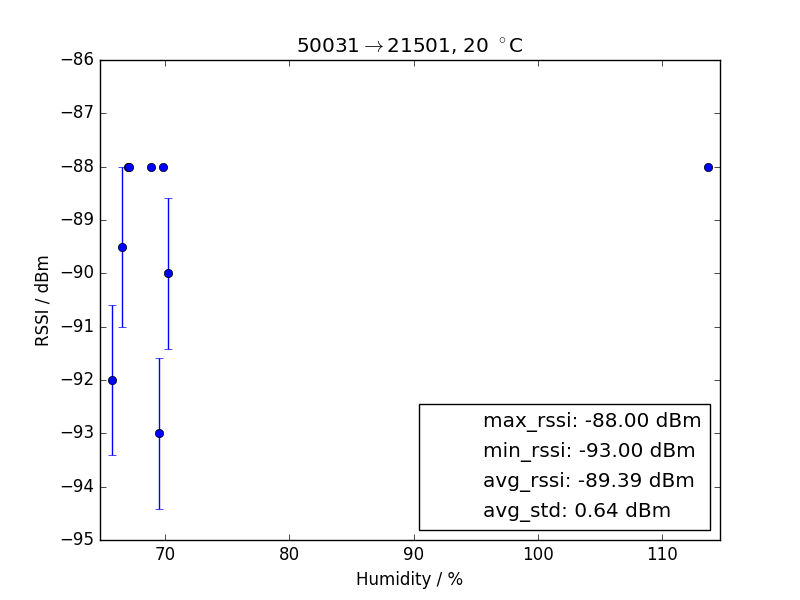 50031→21501, 20 °C
−86
−87
−88
−89
−90
−91
−92
−93
−94
−95
RSSI / dBm
max_rssi: -88.00 dBm
min_rssi: -93.00 dBm
avg_rssi: -89.39 dBm
avg_std: 0.64 dBm
70 80 90 100 110
Humidity / %